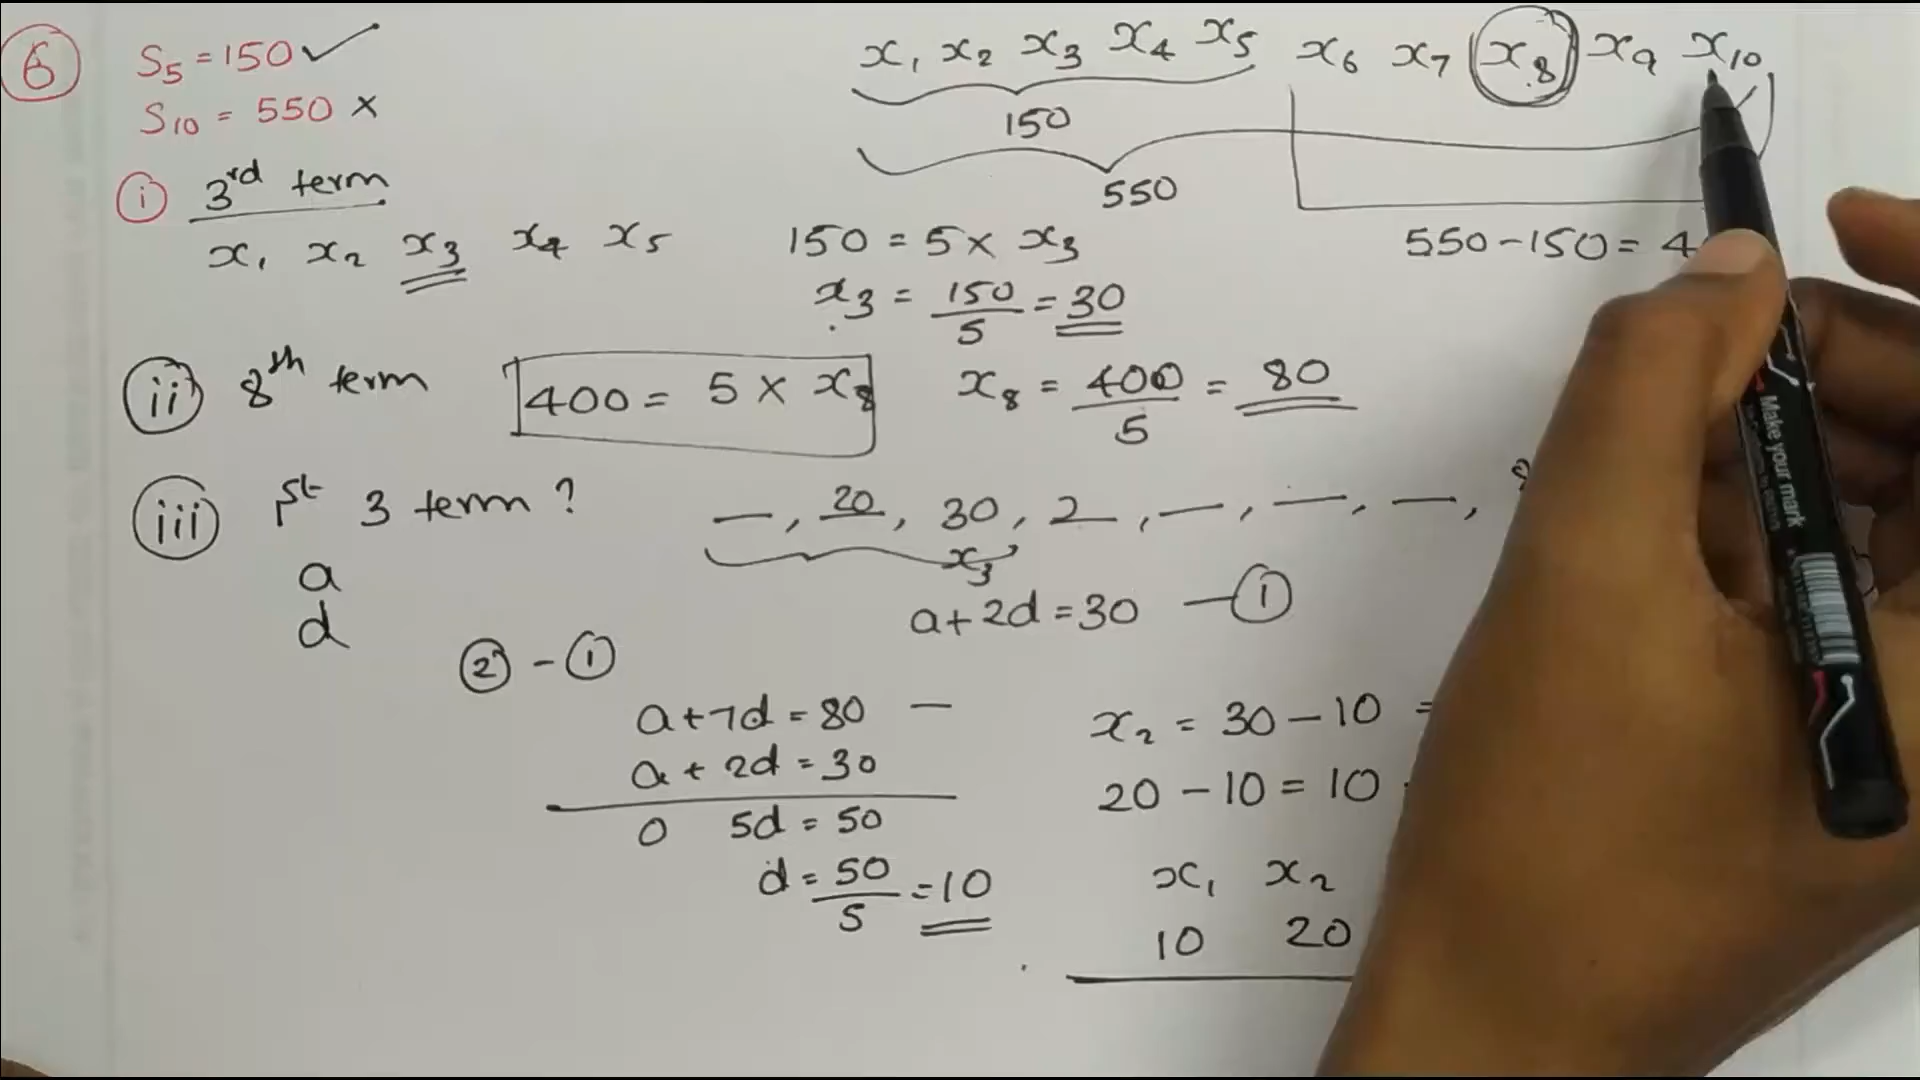 6
S5 = 150 ✓
S10 = 550 ×
x1 x2 x3 x4 x5 x6 x7 x8 x9 x10
150
550
550 - 150 = 4
i 3rd term
x1 x2 x3 x4 x5
150 = 5 × x3
x3 = 150/5 = 30
ii 8th term
400 = 5 × x8
x8 = 400/5 = 80
iii 1st 3 term ?
—, 20, 30, 2, —, —, —,
x3
a
d
a + 2d = 30 — 1
2 - 1
a + 7d = 80 —
a + 2d = 30
0 5d = 50
d = 50/5 = 10
x2 = 30 - 10 =
20 - 10 = 10
x1 x2
10 20
Make your mark